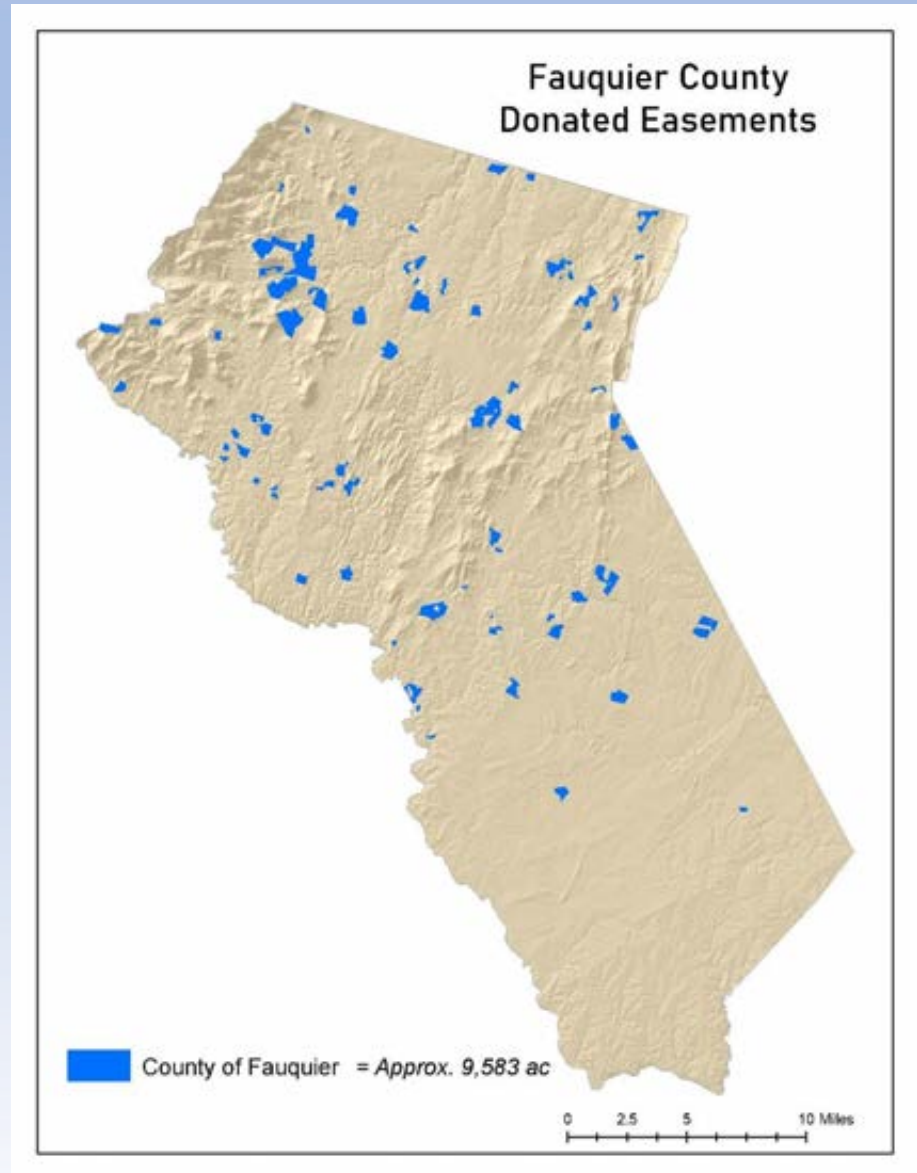 Fauquier County
Donated Easements
County of Fauquier = Approx. 9,583 ac
0 2.5 5 10 Miles